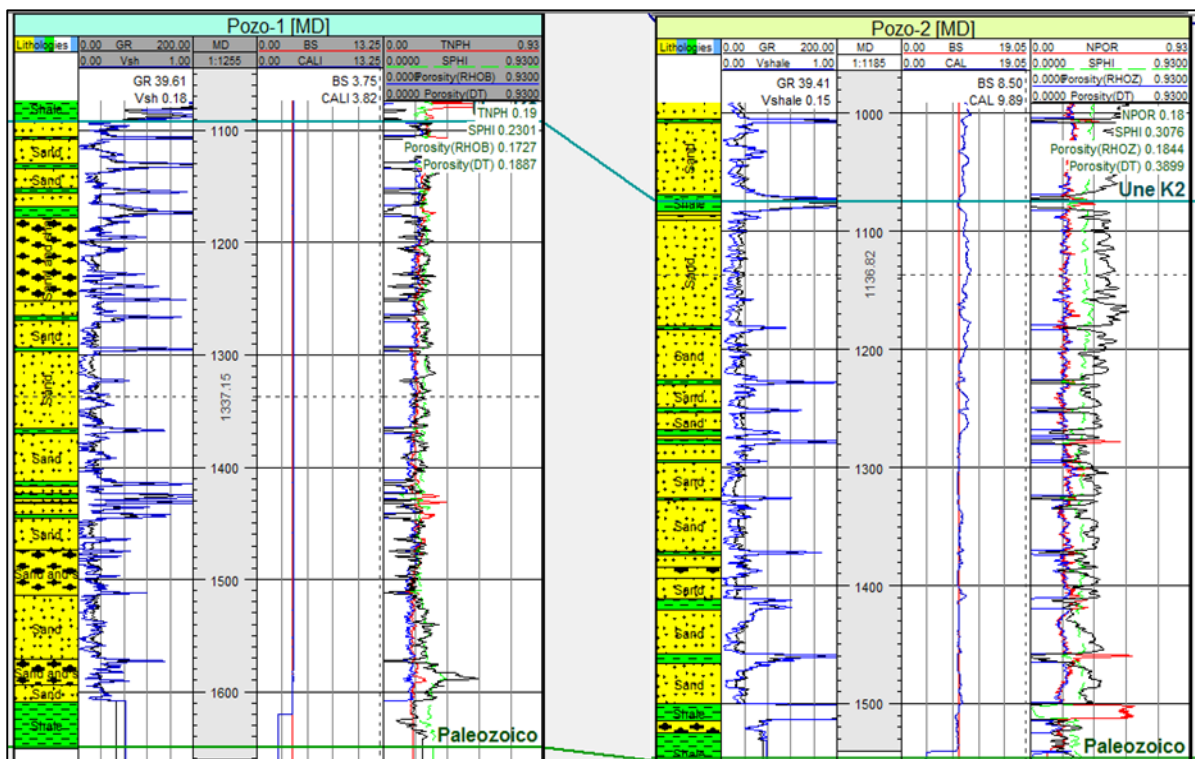 Pozo-1 [MD]
Lithologies 0.00 GR 200.00 MD 0.00 BS 13.25 0.00 TNPH 0.93
0.00 Vsh 1.00 1:1255 0.00 CALI 13.25 0.0000 SPHI 0.9300
GR 39.61 BS 3.75 0.0000 Porosity(RHOB) 0.9300
Vsh 0.18 CALI 3.82 0.0000 Porosity(DT) 0.9300
Shale TNPH 0.19
SPHI 0.2301
Porosity(RHOB) 0.1727
Porosity(DT) 0.1887
1100
Sand
Sand
1200
Sand
1300
Sand
1337.15
Sand
1400
Sand
1500
Sand
Sand
1600
Shale
Paleozoico
Pozo-2 [MD]
Lithologies 0.00 GR 200.00 MD 0.00 BS 19.05 0.00 NPOR 0.93
0.00 Vshale 1.00 1:1185 0.00 CAL 19.05 0.0000 SPHI 0.9300
GR 39.41 BS 8.50 0.0000 Porosity(RHOZ) 0.9300
Vshale 0.15 CAL 9.89 0.0000 Porosity(DT) 0.9300
NPOR 0.18
SPHI 0.3076
Porosity(RHOZ) 0.1844
Porosity(DT) 0.3899
1000
Sand
Shale
Une K2
1100
Sand
1136.82
1200
Sand
Sand
Sand
1300
Sand
Sand
1400
Sand
Sand
Sand
1500
Shale
Shale
Paleozoico